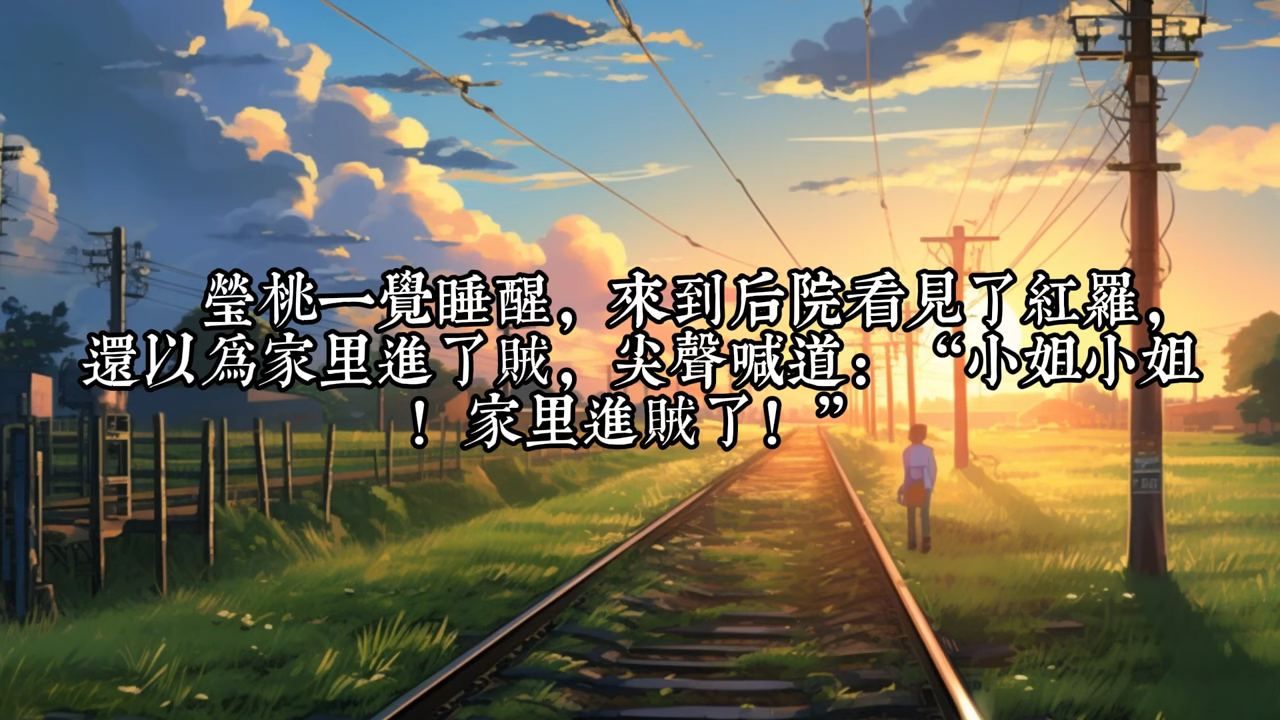 瑩桃一覺睡醒，來到后院看見了紅羅，
還以為家里進了賊，尖聲喊道：“小姐小姐
！家里進賊了！”